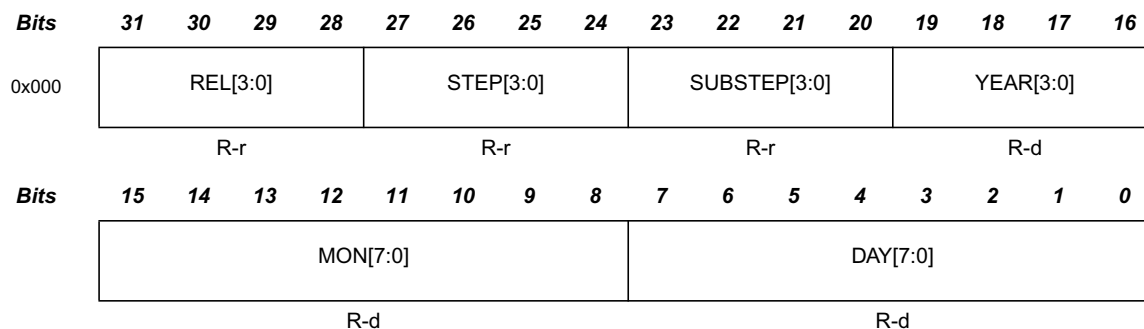 Bits 31 30 29 28 27 26 25 24 23 22 21 20 19 18 17 16
0x000 REL[3:0] STEP[3:0] SUBSTEP[3:0] YEAR[3:0]
R-r R-r R-r R-d
Bits 15 14 13 12 11 10 9 8 7 6 5 4 3 2 1 0
MON[7:0] DAY[7:0]
R-d R-d